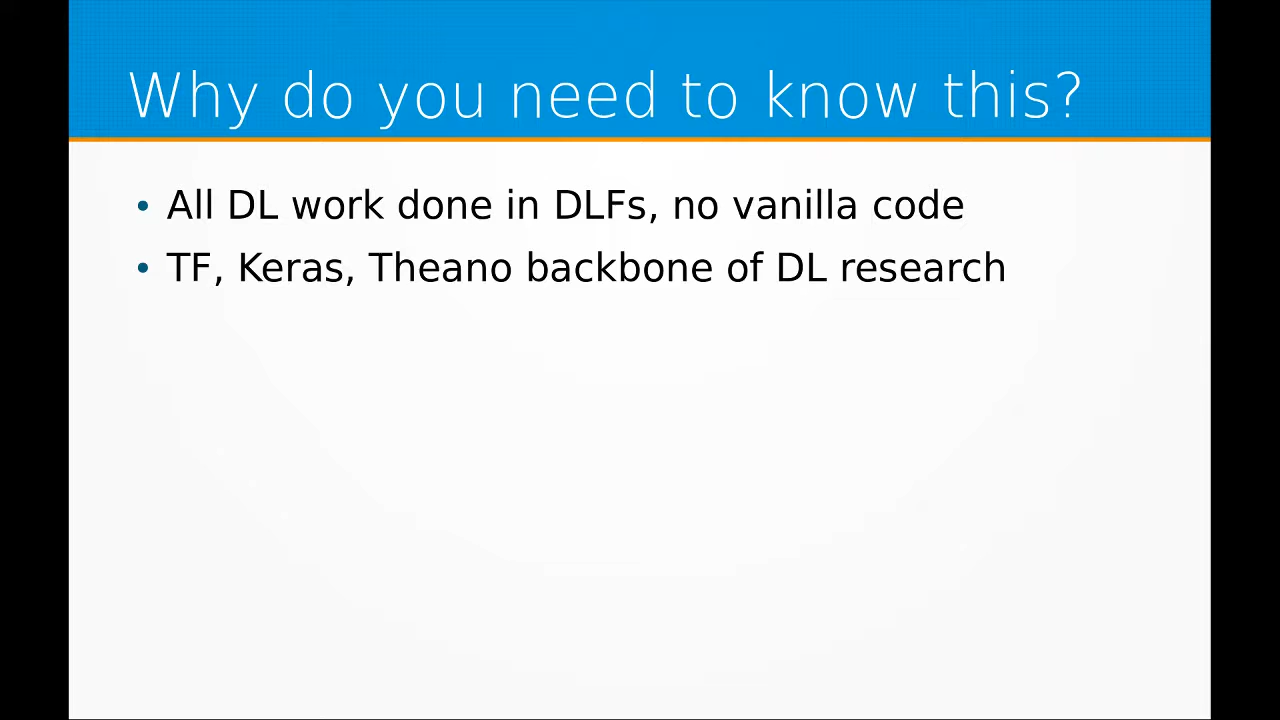 Why do you need to know this?
• All DL work done in DLFs, no vanilla code
• TF, Keras, Theano backbone of DL research